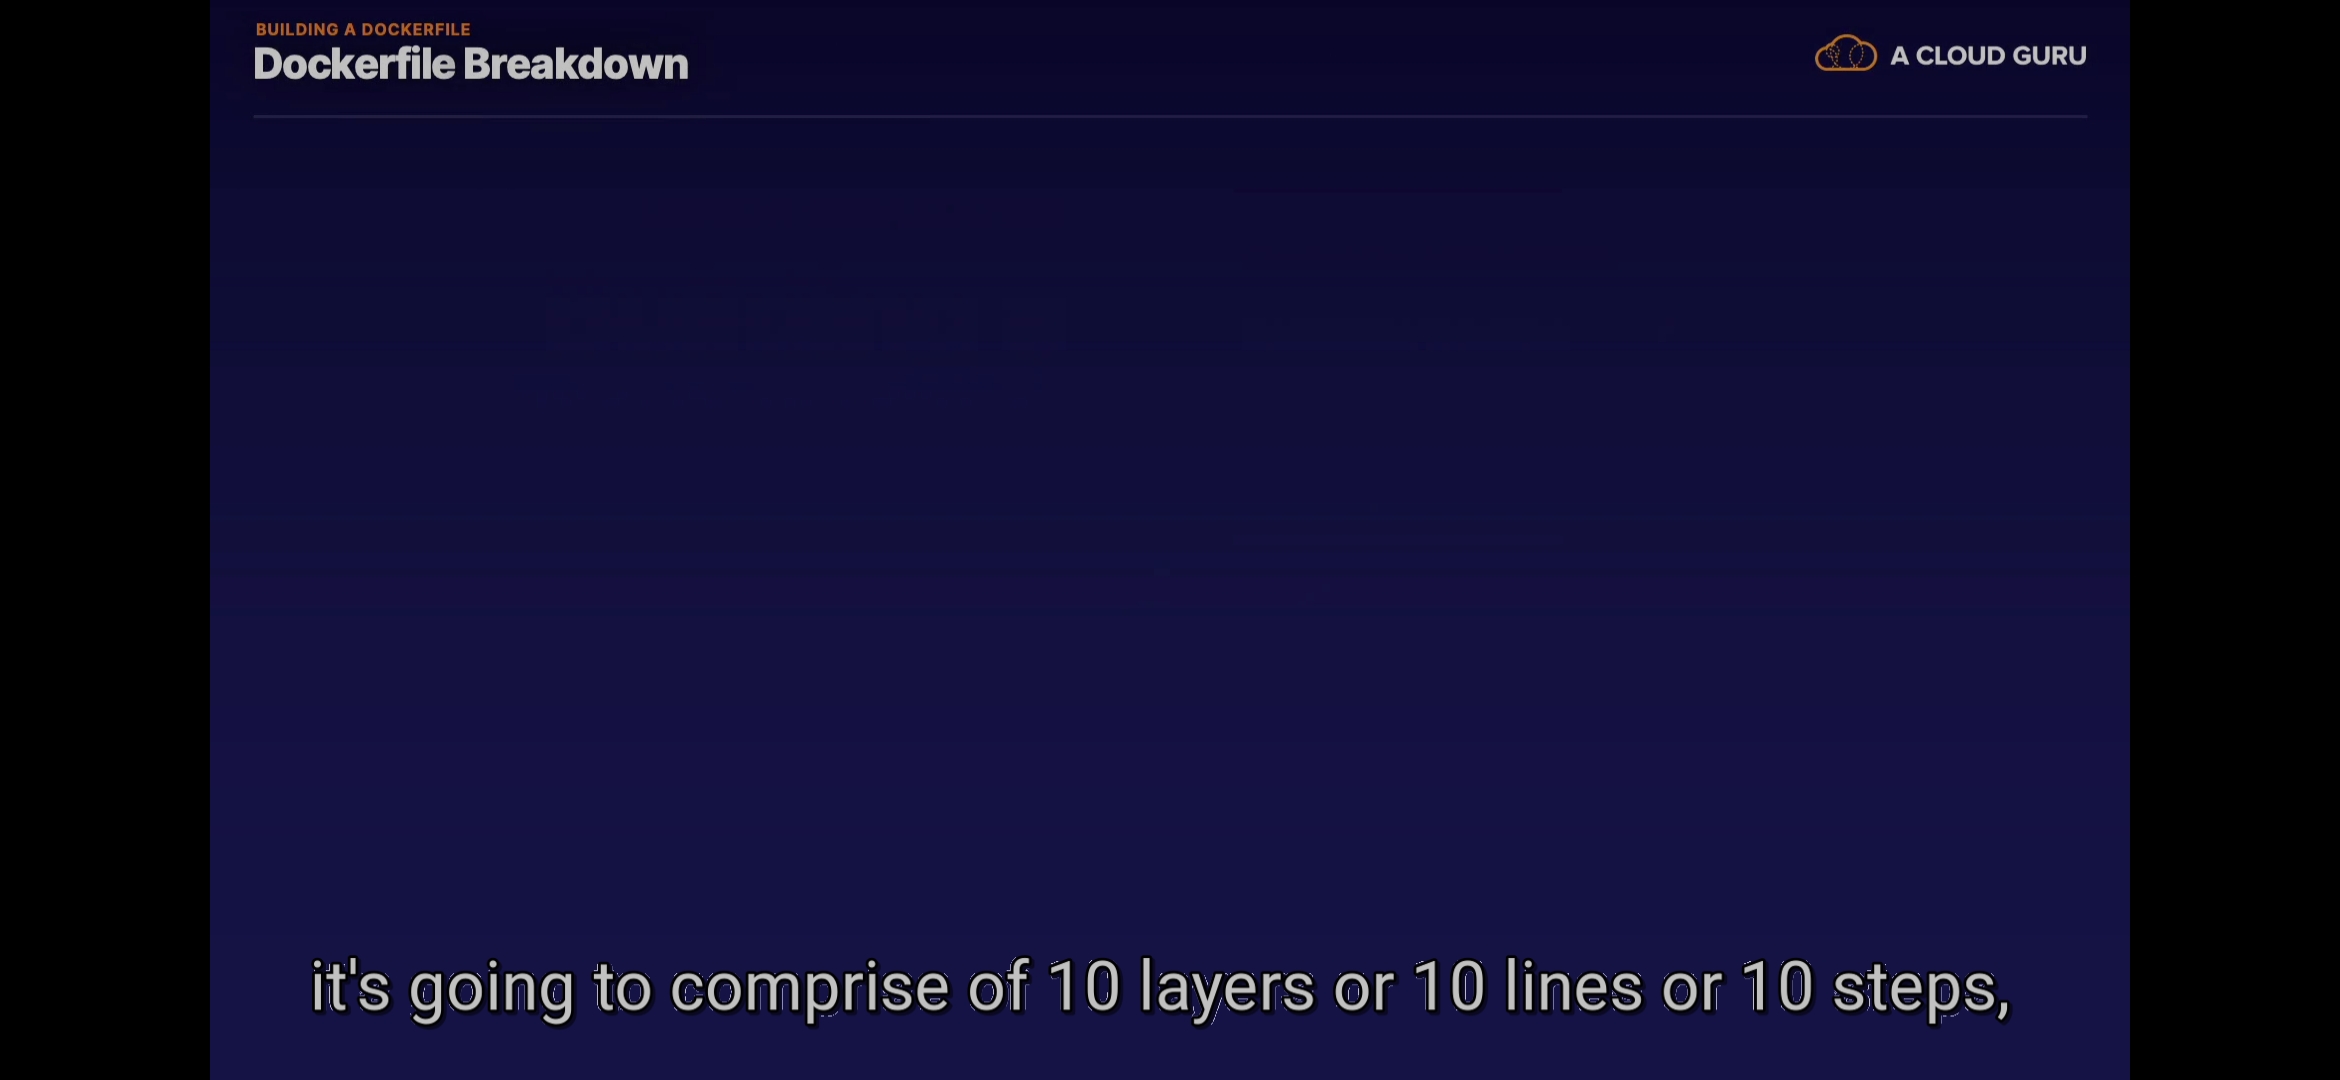 BUILDING A DOCKERFILE
Dockerfile Breakdown
A CLOUD GURU
it's going to comprise of 10 layers or 10 lines or 10 steps,